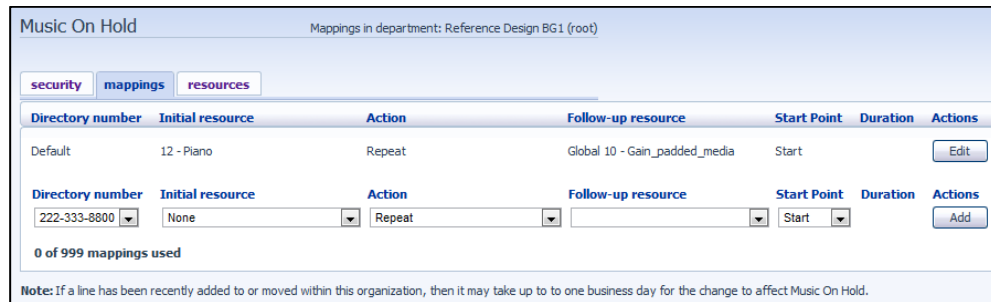 Music On Hold Mappings in department: Reference Design BG1 (root)
security mappings resources
Directory number Initial resource Action Follow-up resource Start Point Duration Actions
Default 12 - Piano Repeat Global 10 - Gain_padded_media Start Edit
Directory number Initial resource Action Follow-up resource Start Point Duration Actions
222-333-8800 None Repeat Start Add
0 of 999 mappings used
Note: If a line has been recently added to or moved within this organization, then it may take up to to one business day for the change to affect Music On Hold.